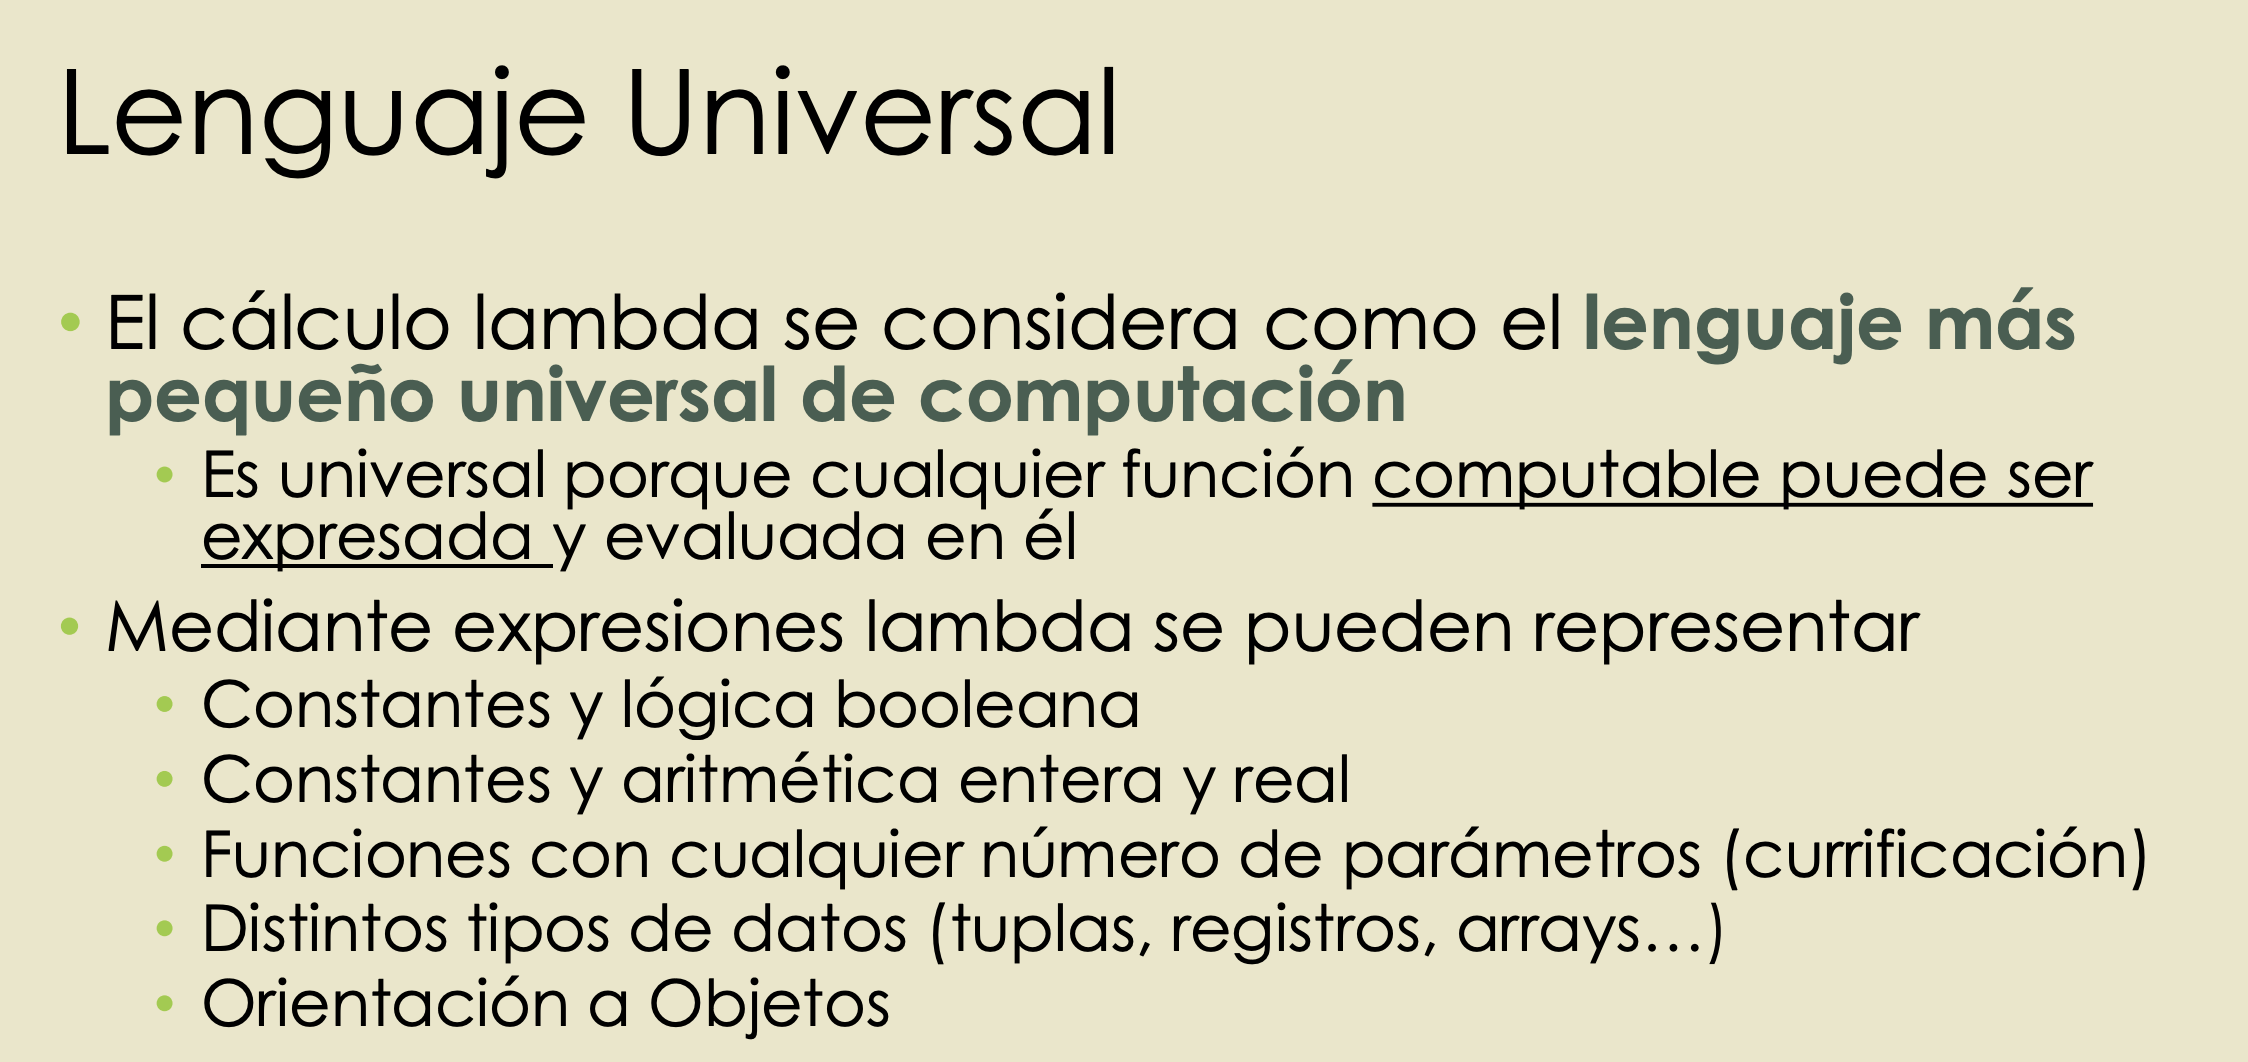 Lenguaje Universal
• El cálculo lambda se considera como el lenguaje más
pequeño universal de computación
• Es universal porque cualquier función computable puede ser
expresada y evaluada en él
• Mediante expresiones lambda se pueden representar
• Constantes y lógica booleana
• Constantes y aritmética entera y real
• Funciones con cualquier número de parámetros (currificación)
• Distintos tipos de datos (tuplas, registros, arrays…)
• Orientación a Objetos